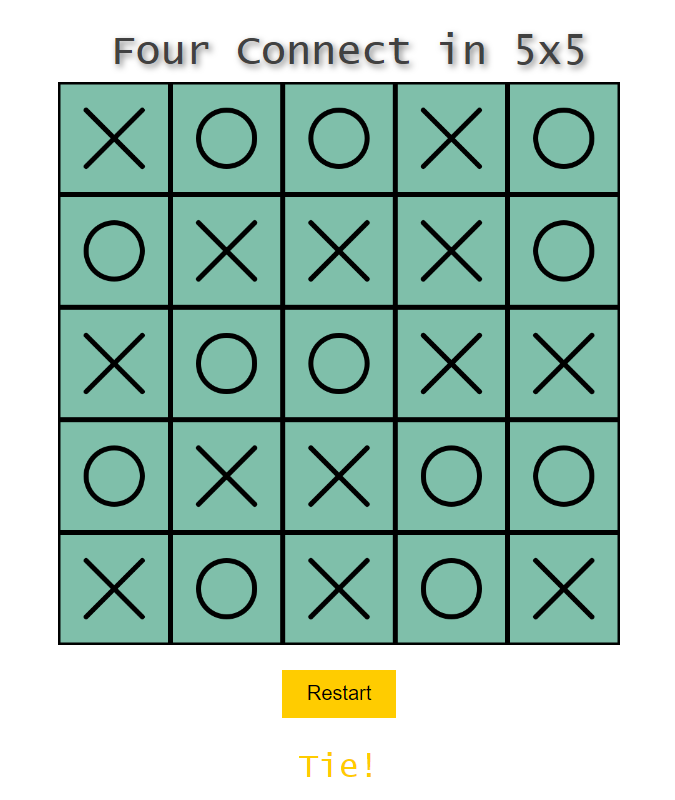 Four Connect in 5x5
X O O X O
O X X X O
X O O X X
O X X O O
X O X O X
Restart
Tie!